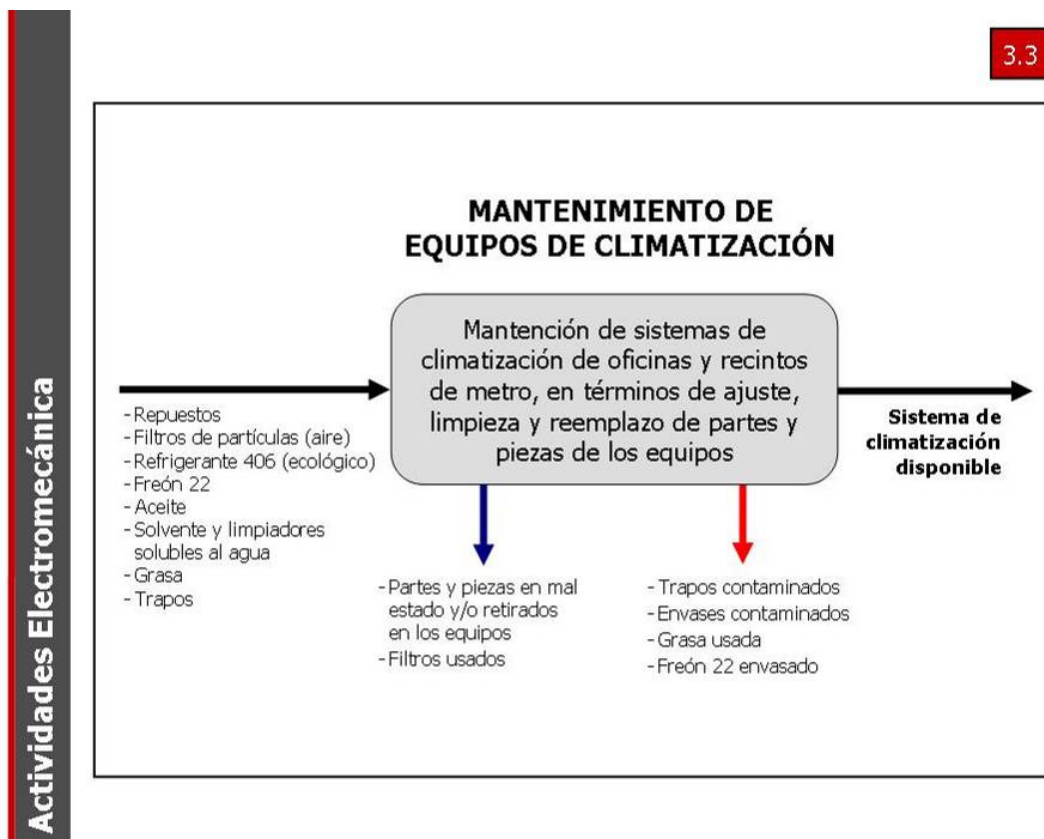 3.3
Actividades Electromecánica
MANTENIMIENTO DE
EQUIPOS DE CLIMATIZACIÓN
Mantención de sistemas de
climatización de oficinas y recintos
de metro, en términos de ajuste,
limpieza y reemplazo de partes y
piezas de los equipos
- Repuestos
- Filtros de partículas (aire)
- Refrigerante 406 (ecológico)
- Freón 22
- Aceite
- Solvente y limpiadores
solubles al agua
- Grasa
- Trapos
Sistema de
climatización
disponible
- Partes y piezas en mal
estado y/o retirados
en los equipos
- Filtros usados
- Trapos contaminados
- Envases contaminados
- Grasa usada
- Freón 22 envasado